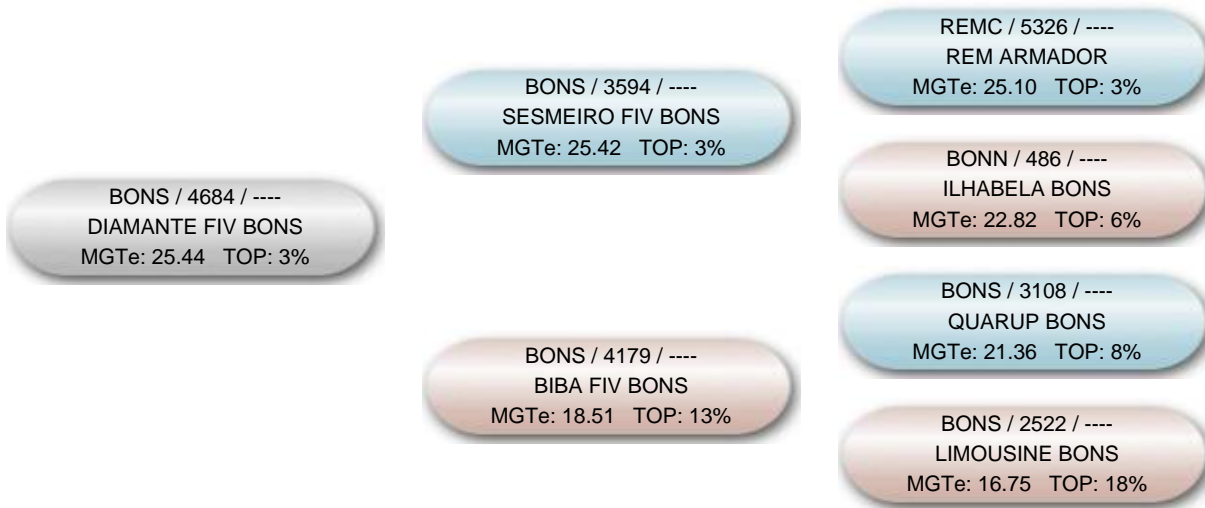 REMC / 5326 / ----
REM ARMADOR
MGTe: 25.10 TOP: 3%
BONS / 3594 / ----
SESMEIRO FIV BONS
MGTe: 25.42 TOP: 3%
BONN / 486 / ----
ILHABELA BONS
MGTe: 22.82 TOP: 6%
BONS / 4684 / ----
DIAMANTE FIV BONS
MGTe: 25.44 TOP: 3%
BONS / 3108 / ----
QUARUP BONS
MGTe: 21.36 TOP: 8%
BONS / 4179 / ----
BIBA FIV BONS
MGTe: 18.51 TOP: 13%
BONS / 2522 / ----
LIMOUSINE BONS
MGTe: 16.75 TOP: 18%